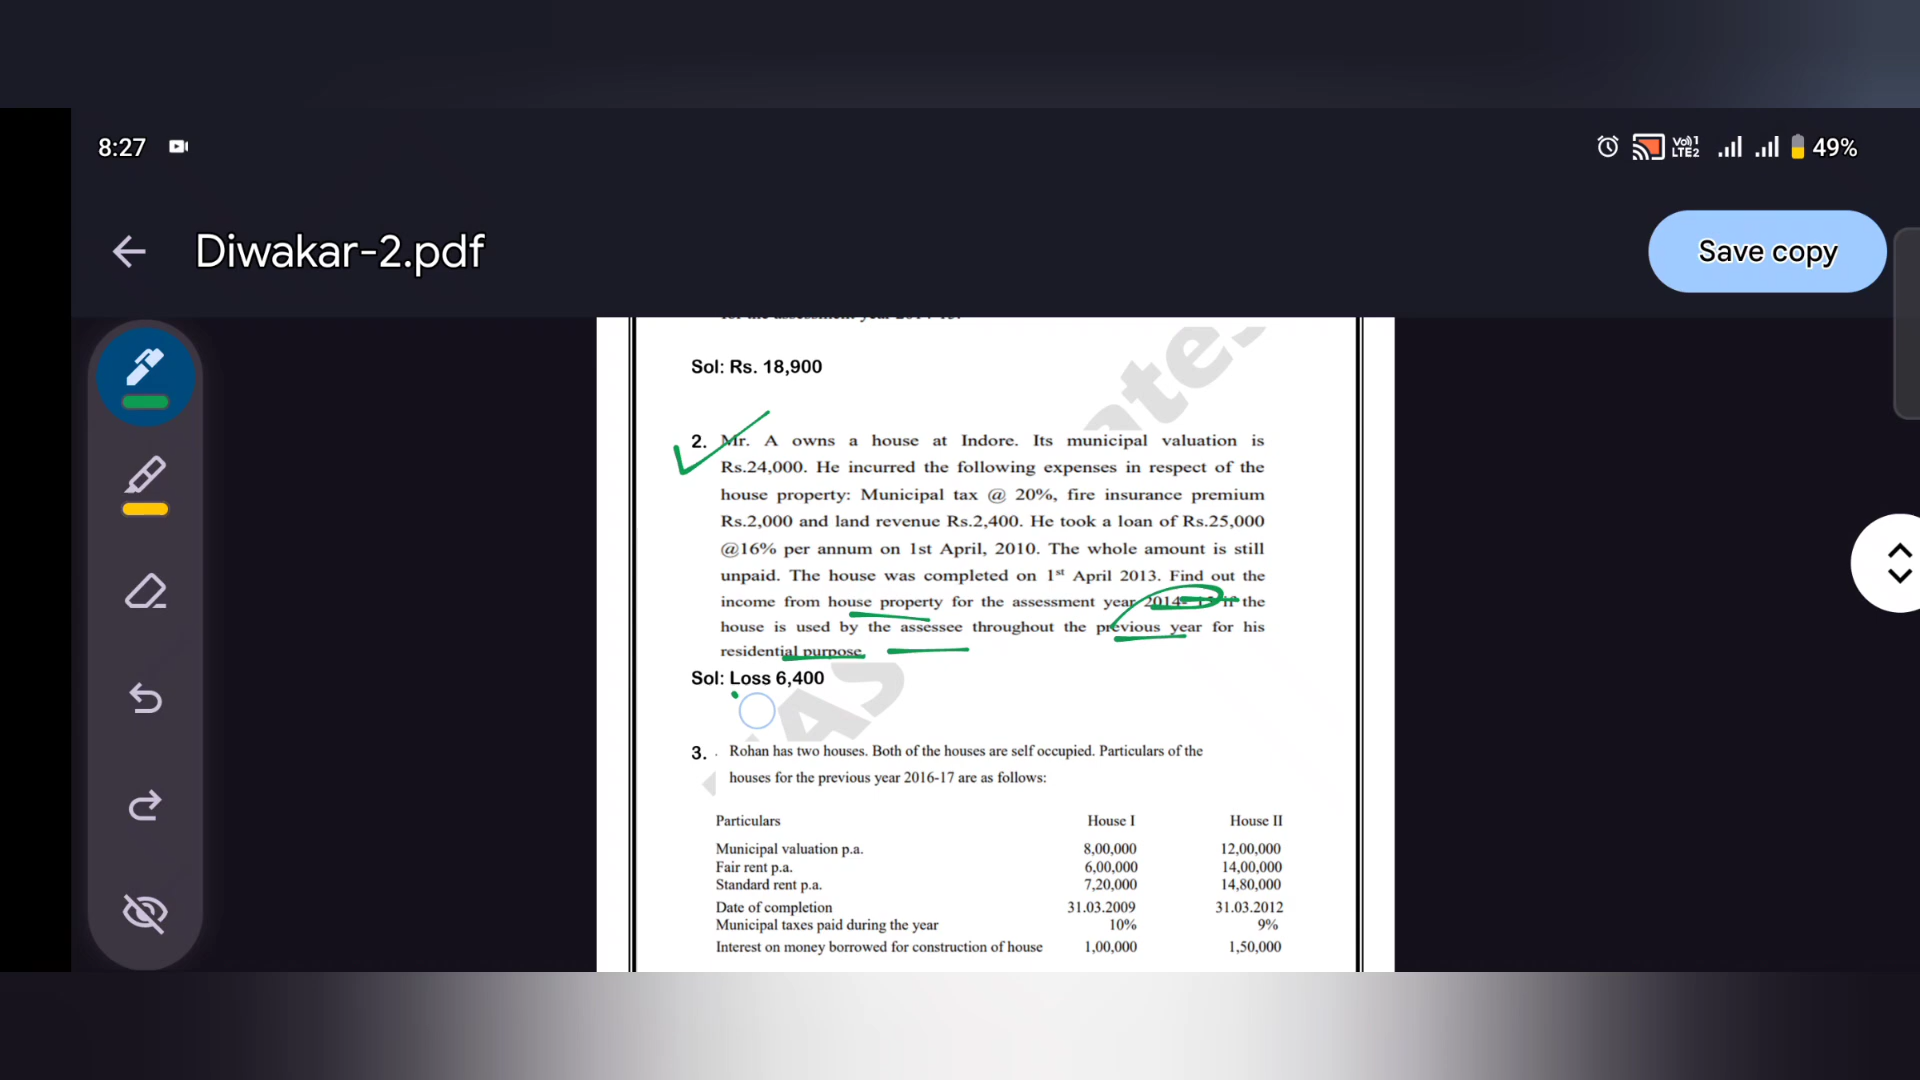 8:27
Vo)) 1
LTE2
49%
Diwakar-2.pdf
Save copy
Sol: Rs. 18,900
2. Mr. A owns a house at Indore. Its municipal valuation is
Rs.24,000. He incurred the following expenses in respect of the
house property: Municipal tax @ 20%, fire insurance premium
Rs.2,000 and land revenue Rs.2,400. He took a loan of Rs.25,000
@16% per annum on 1st April, 2010. The whole amount is still
unpaid. The house was completed on 1st April 2013. Find out the
income from house property for the assessment year 2014- 15 if the
house is used by the assessee throughout the previous year for his
residential purpose.
Sol: Loss 6,400
3. . Rohan has two houses. Both of the houses are self occupied. Particulars of the
houses for the previous year 2016-17 are as follows:
Particulars House I House II
Municipal valuation p.a. 8,00,000 12,00,000
Fair rent p.a. 6,00,000 14,00,000
Standard rent p.a. 7,20,000 14,80,000
Date of completion 31.03.2009 31.03.2012
Municipal taxes paid during the year 10% 9%
Interest on money borrowed for construction of house 1,00,000 1,50,000